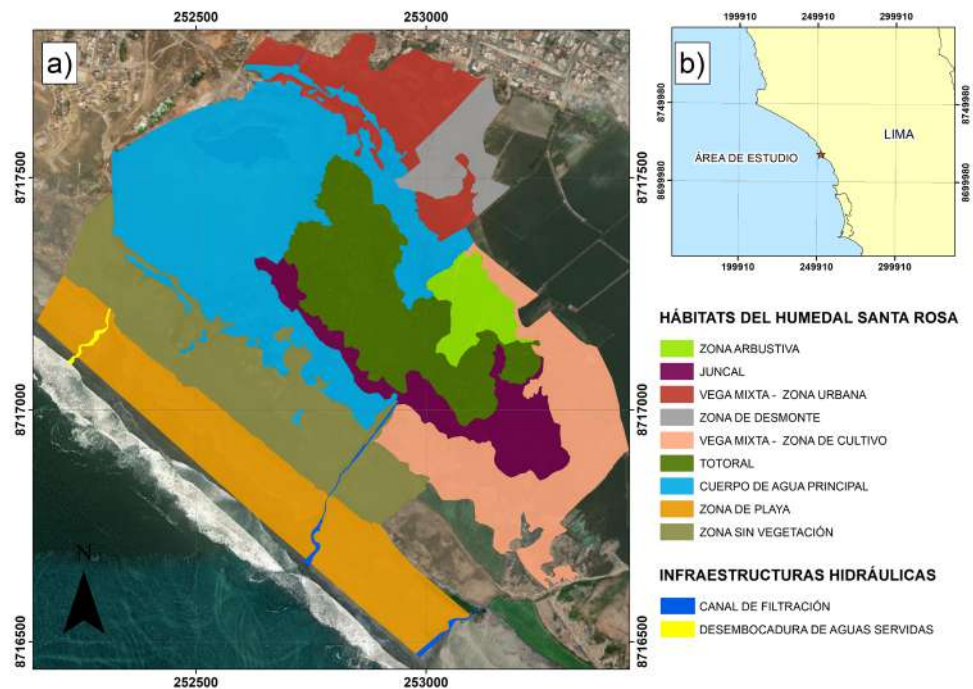 252500 253000
a)
8717500 8717500
8717000 8717000
8716500 8716500
N
252500 253000
199910 249910 299910
b)
8749980 8749980
LIMA
ÁREA DE ESTUDIO
8699980 8699980
199910 249910 299910
HÁBITATS DEL HUMEDAL SANTA ROSA
ZONA ARBUSTIVA
JUNCAL
VEGA MIXTA - ZONA URBANA
ZONA DE DESMONTE
VEGA MIXTA - ZONA DE CULTIVO
TOTORAL
CUERPO DE AGUA PRINCIPAL
ZONA DE PLAYA
ZONA SIN VEGETACIÓN
INFRAESTRUCTURAS HIDRÁULICAS
CANAL DE FILTRACIÓN
DESEMBOCADURA DE AGUAS SERVIDAS